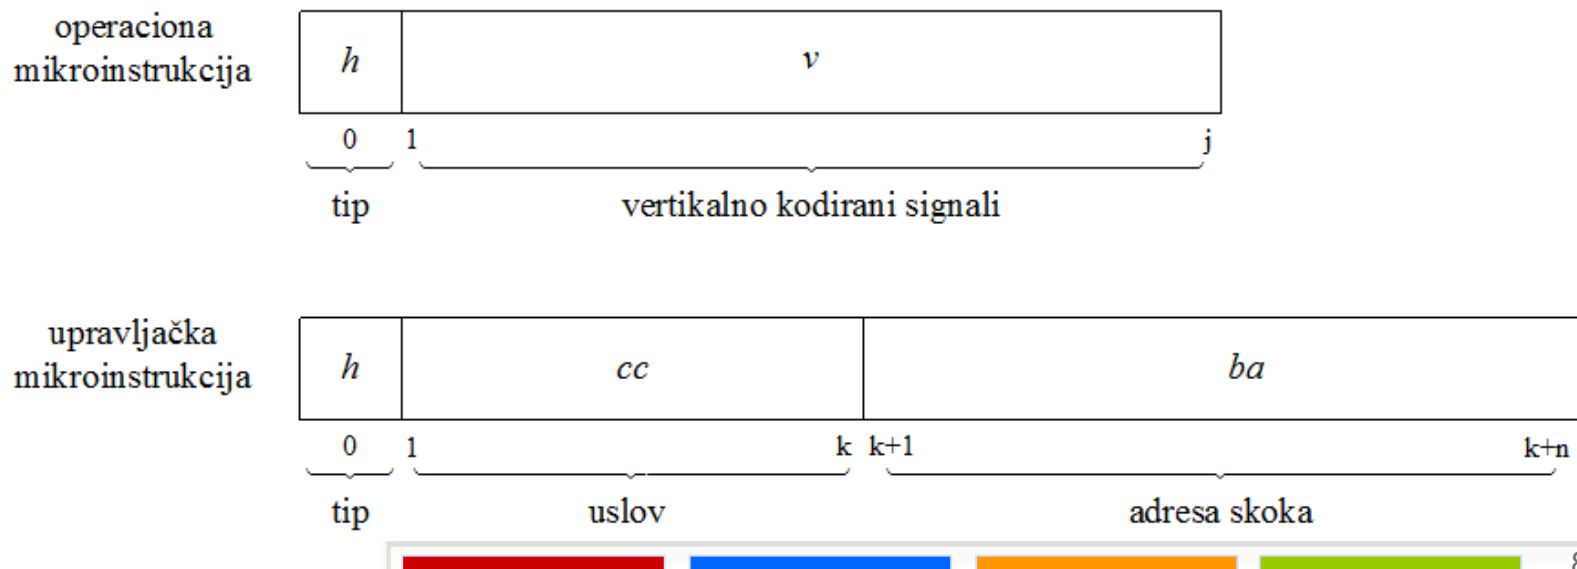 operaciona
mikroinstrukcija
h
v
0
1
j
tip
vertikalno kodirani signali
upravljačka
mikroinstrukcija
h
cc
ba
0
1
k
k+1
k+n
tip
uslov
adresa skoka